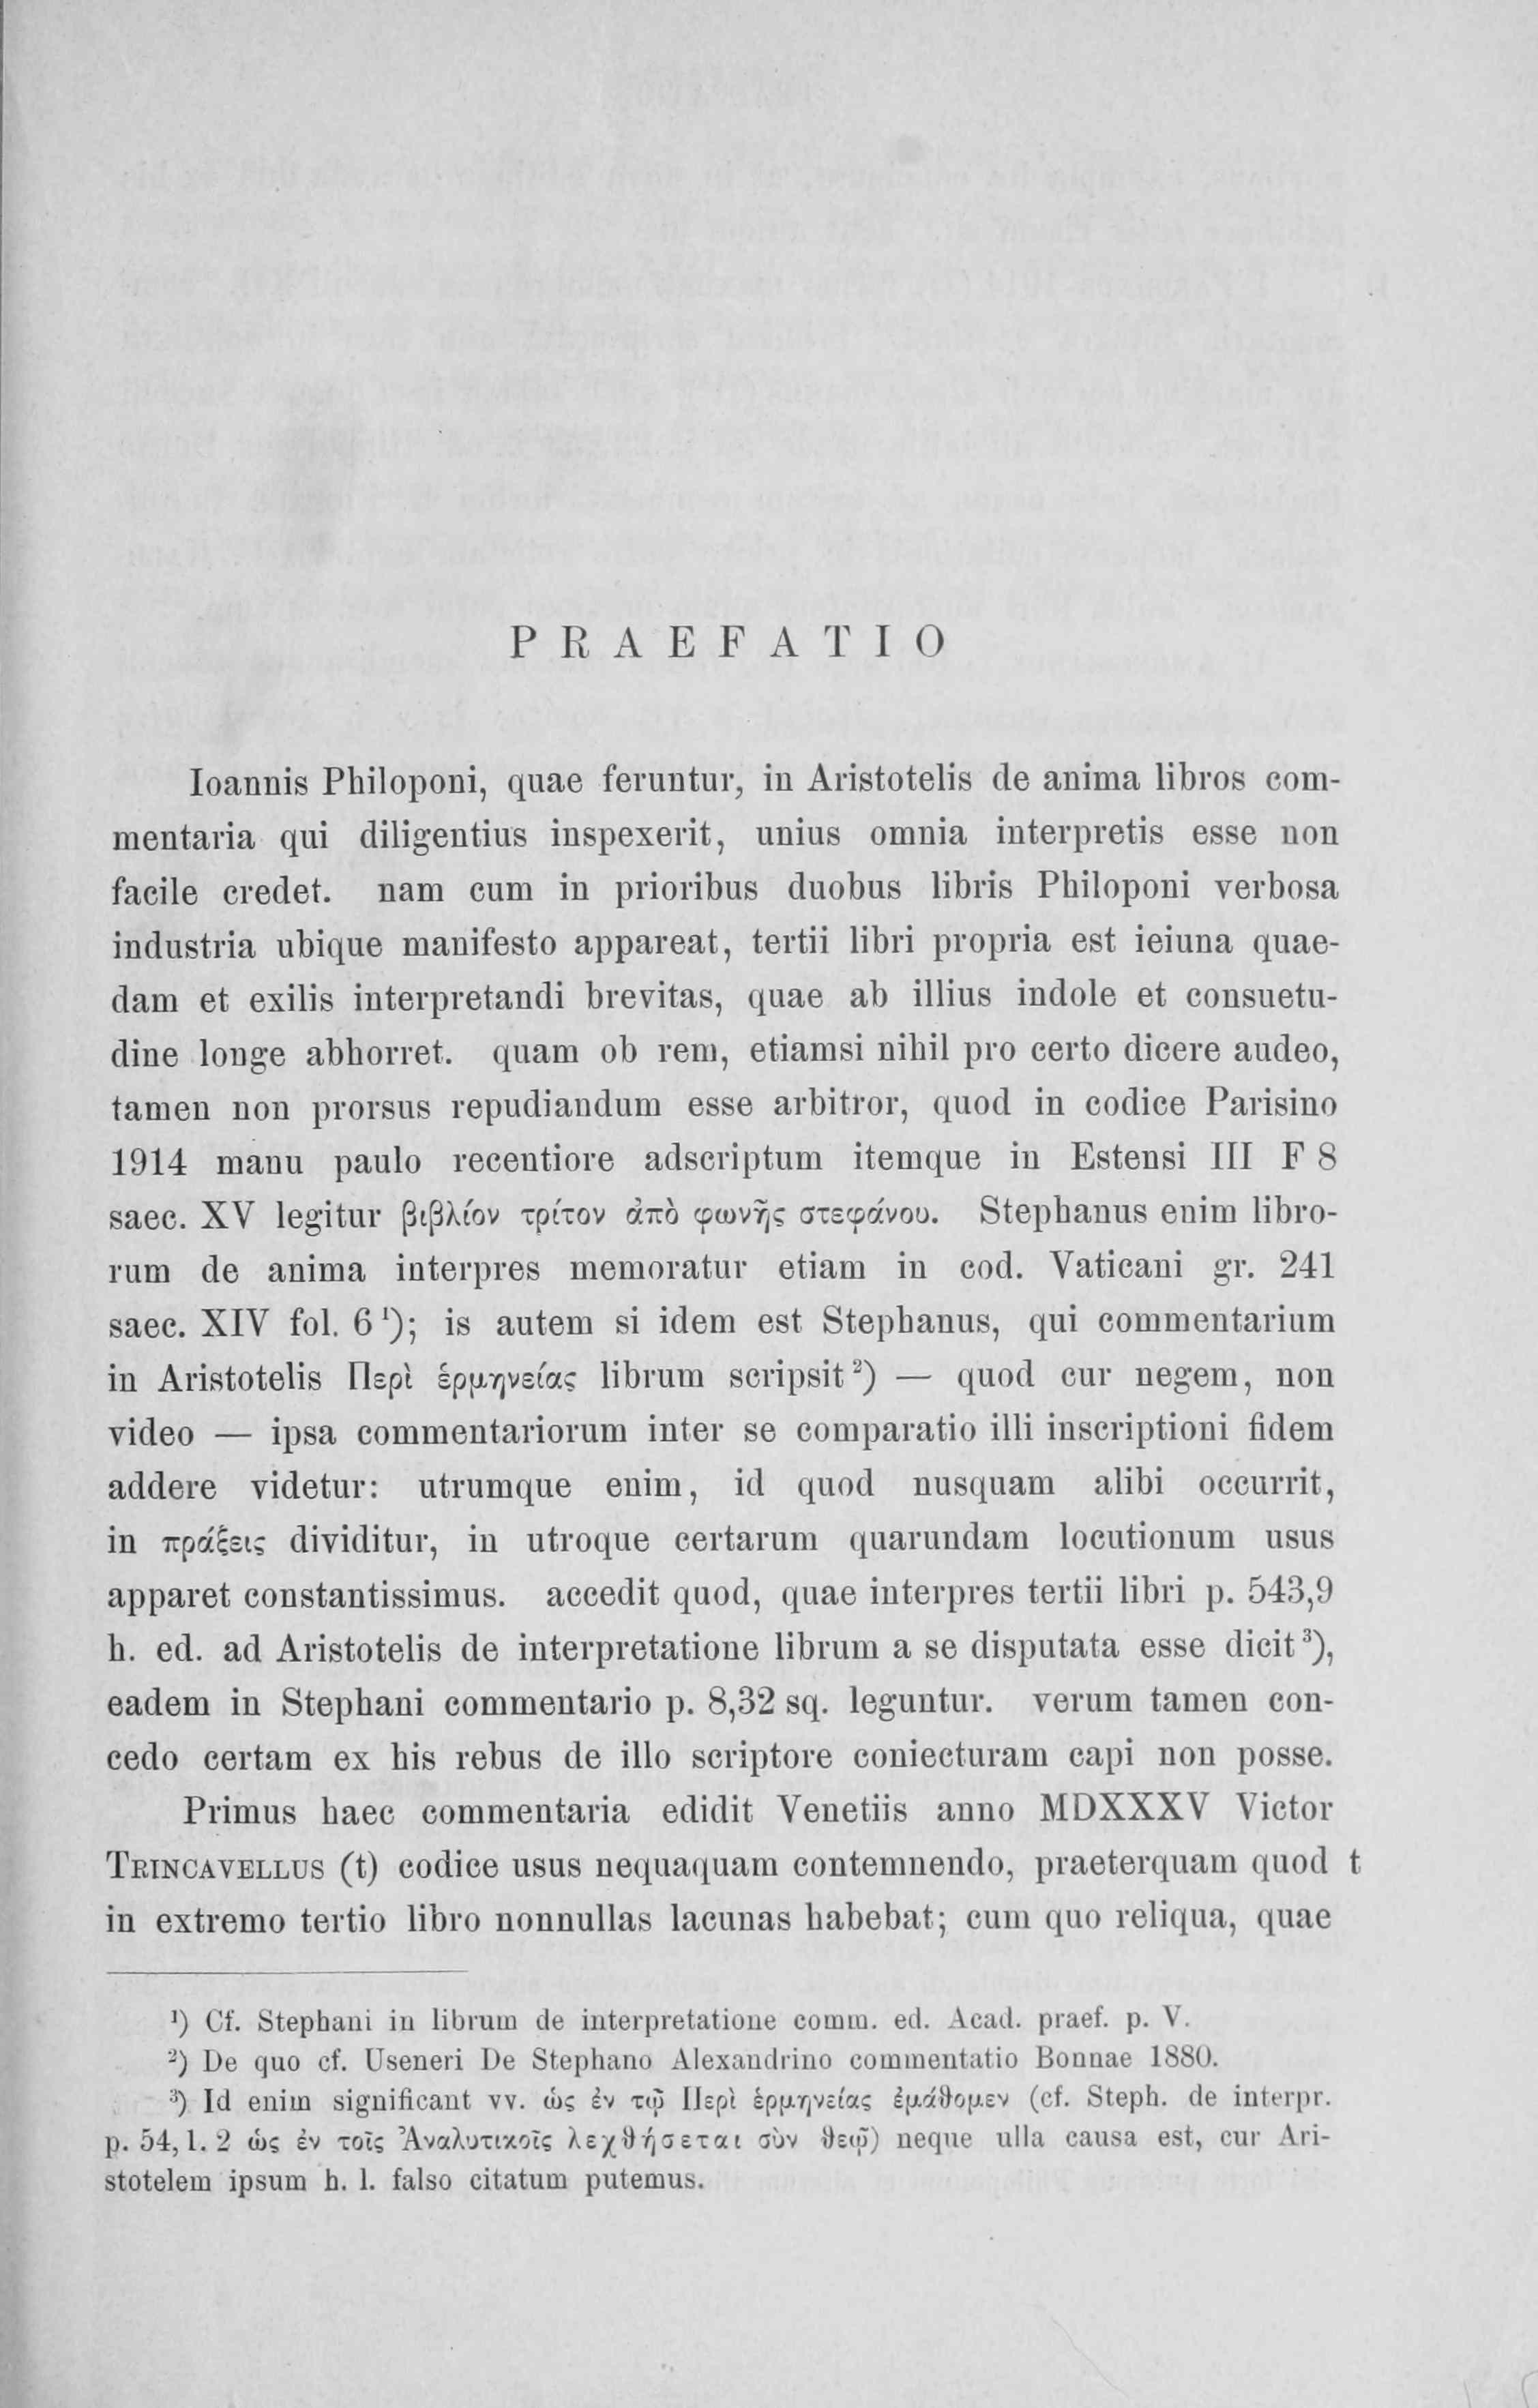 PRAEFATIO
Ioannis Philoponi, quae feruntur, in Aristotelis de anima libros com-
mentaria qui diligentius inspexerit, unius omnia interpretis esse non
facile credet. nam cum in prioribus duobus libris Philoponi verbosa
industria ubique manifesto appareat, tertii libri propria est ieiuna quae-
dam et exilis interpretandi brevitas, quae ab illius indole et consuetu-
dine longe abhorret. quam ob rem, etiamsi nihil pro certo dicere audeo,
tamen non prorsus repudiandum esse arbitror, quod in codice Parisino
1914 manu paulo recentiore adscriptum itemque in Estensi III F 8
saec. XV legitur βιβλίον τρίτον ἀπὸ φωνῆς στεφάνου. Stephanus enim libro-
rum de anima interpres memoratur etiam in cod. Vaticani gr. 241
saec. XIV fol. 6¹); is autem si idem est Stephanus, qui commentarium
in Aristotelis Περὶ ἑρμηνείας librum scripsit²) — quod cur negem, non
video — ipsa commentariorum inter se comparatio illi inscriptioni fidem
addere videtur: utrumque enim, id quod nusquam alibi occurrit,
in πράξεις dividitur, in utroque certarum quarundam locutionum usus
apparet constantissimus. accedit quod, quae interpres tertii libri p. 543,9
h. ed. ad Aristotelis de interpretatione librum a se disputata esse dicit³),
eadem in Stephani commentario p. 8,32 sq. leguntur. verum tamen con-
cedo certam ex his rebus de illo scriptore coniecturam capi non posse.
Primus haec commentaria edidit Venetiis anno MDXXXV Victor
TRINCAVELLUS (t) codice usus nequaquam contemnendo, praeterquam quod t
in extremo tertio libro nonnullas lacunas habebat; cum quo reliqua, quae
¹) Cf. Stephani in librum de interpretatione comm. ed. Acad. praef. p. V.
²) De quo cf. Useneri De Stephano Alexandrino commentatio Bonnae 1880.
³) Id enim significant vv. ὡς ἐν τῷ Περὶ ἑρμηνείας ἐμάθομεν (cf. Steph. de interpr.
p. 54, l. 2 ὡς ἐν τοῖς Ἀναλυτικοῖς λεχθήσεται σὺν θεῷ) neque ulla causa est, cur Ari-
stotelem ipsum h. l. falso citatum putemus.